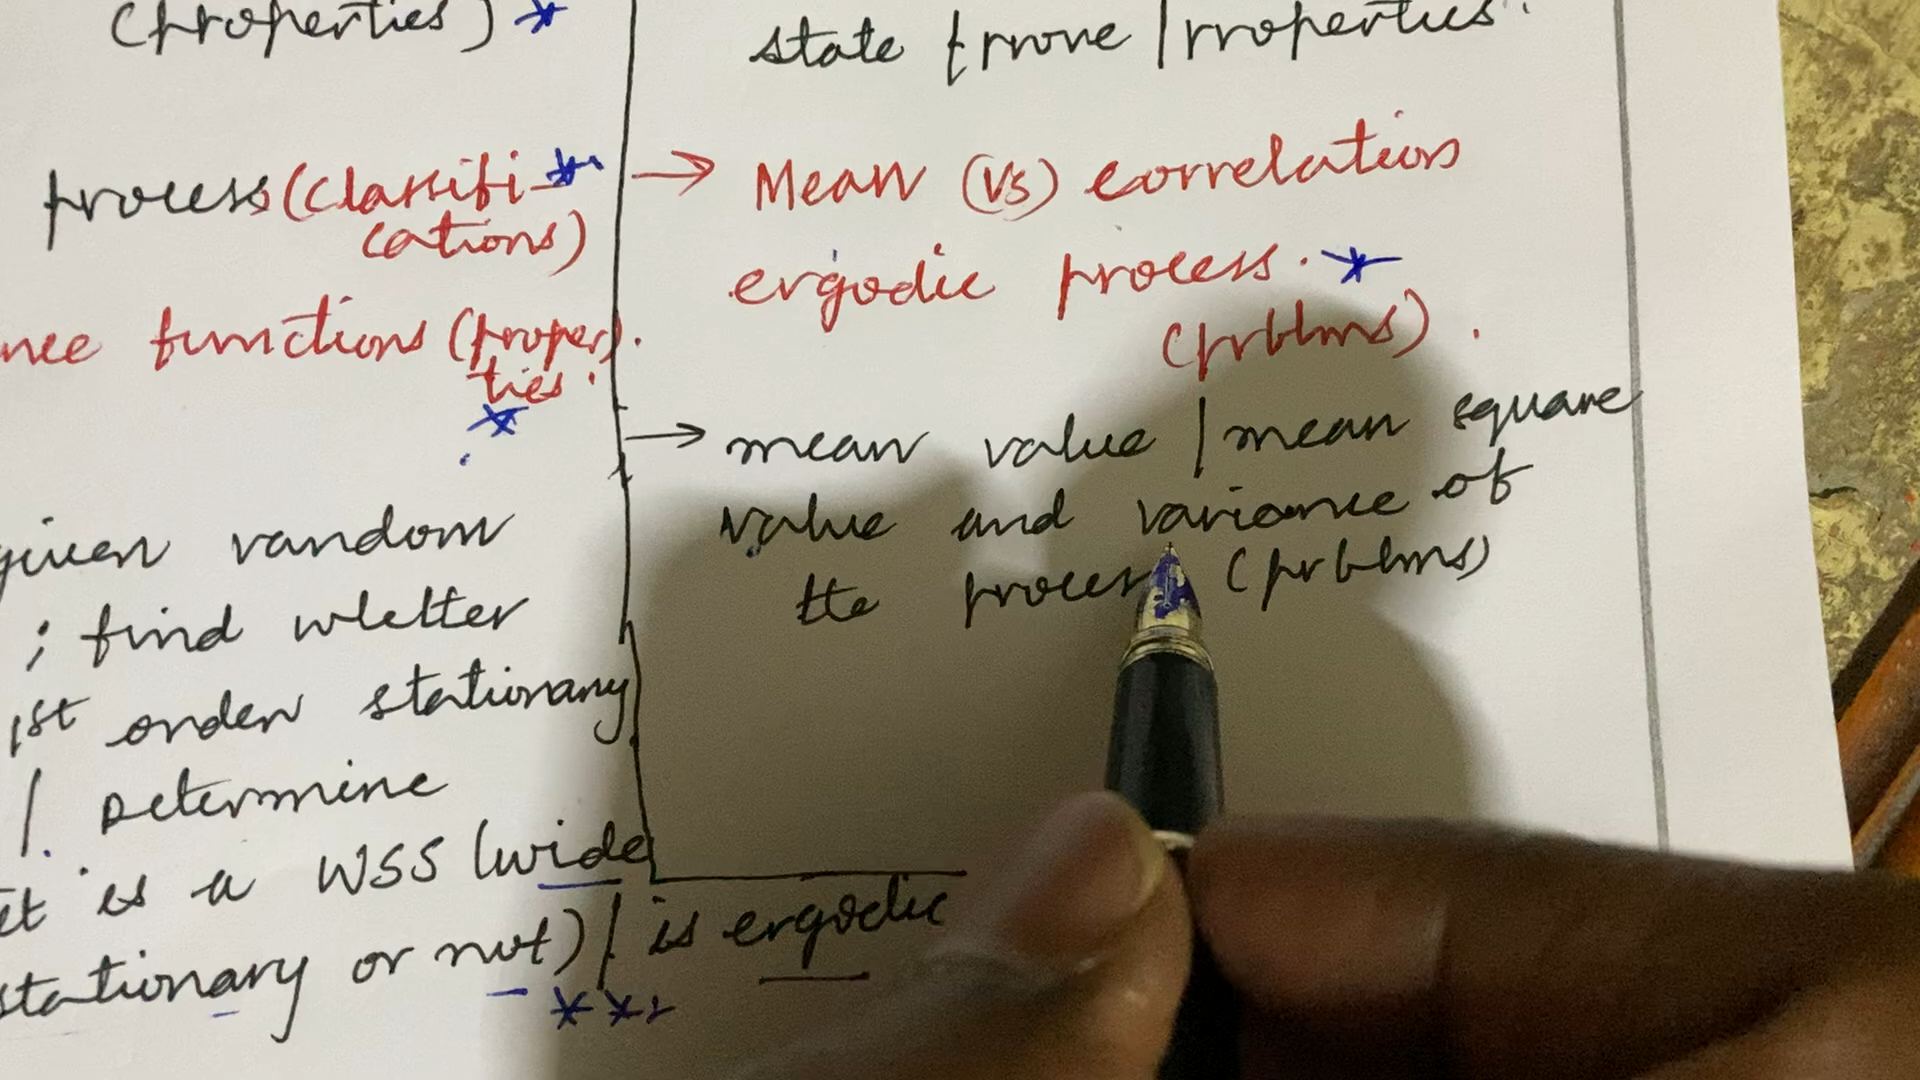 (Properties)
process (classifi-
cations)
nce functions (proper
ties.
given random
; find whether
1st order stationary
/ Determine
it is a WSS (wide
stationary or not) / is ergodic
state & prove / Properties.
→ Mean (vs) correlation
ergodic process.
(prblms).
→ mean value / mean square
value and variance of
the process (prblms)